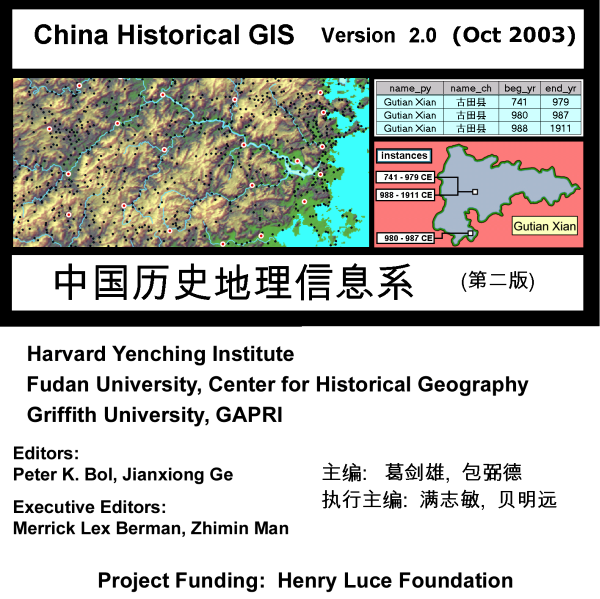 China Historical GIS Version 2.0 (Oct 2003)
name_py name_ch beg_yr end_yr
Gutian Xian 古田县 741 979
Gutian Xian 古田县 980 987
Gutian Xian 古田县 988 1911
instances
741 - 979 CE
988 - 1911 CE
980 - 987 CE
Gutian Xian
中国历史地理信息系 (第二版)
Harvard Yenching Institute
Fudan University, Center for Historical Geography
Griffith University, GAPRI
Editors:
Peter K. Bol, Jianxiong Ge
Executive Editors:
Merrick Lex Berman, Zhimin Man
主编: 葛剑雄, 包弼德
执行主编: 满志敏, 贝明远
Project Funding: Henry Luce Foundation